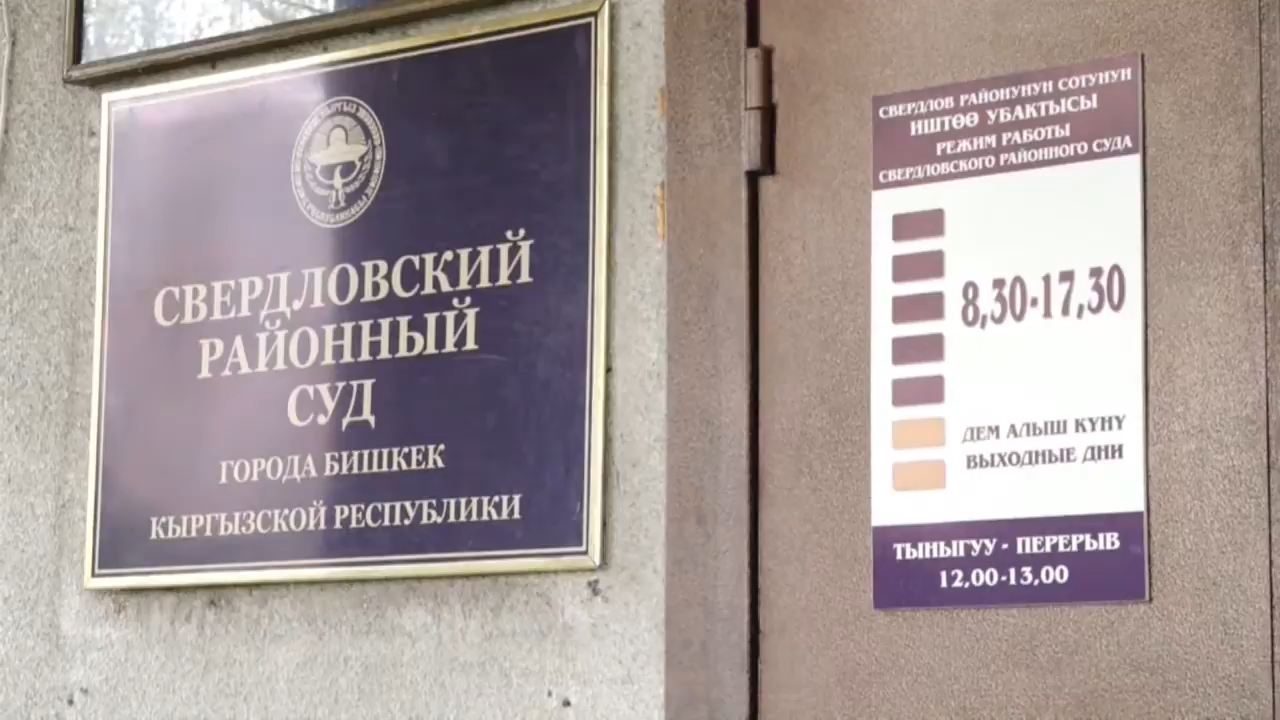 СВЕРДЛОВСКИЙ
РАЙОННЫЙ
СУД
ГОРОДА БИШКЕК
КЫРГЫЗСКОЙ РЕСПУБЛИКИ
СВЕРДЛОВ РАЙОНУНУН СОТУНУН
ИШТӨӨ УБАКТЫСЫ
РЕЖИМ РАБОТЫ
СВЕРДЛОВСКОГО РАЙОННОГО СУДА
8,30-17,30
ДЕМ АЛЫШ КҮНҮ
ВЫХОДНЫЕ ДНИ
ТЫНЫГУУ - ПЕРЕРЫВ
12,00-13,00